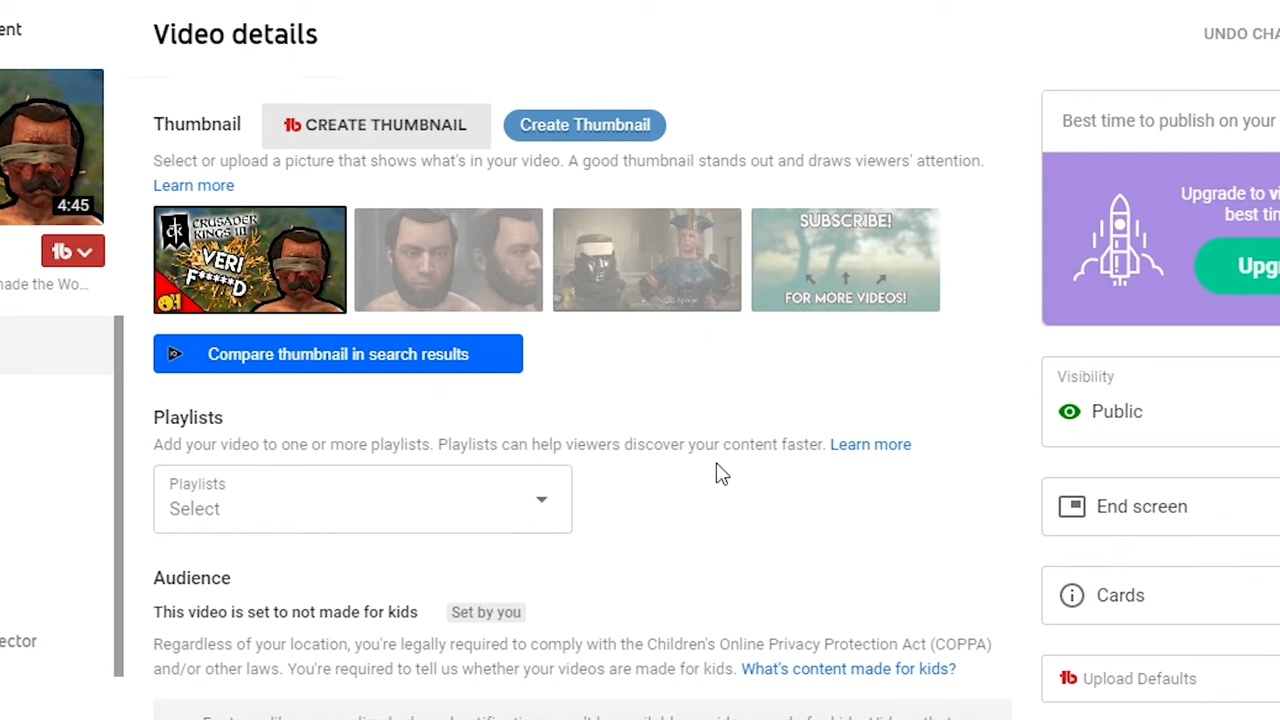 ent
Video details
UNDO CHA
Thumbnail
CREATE THUMBNAIL
Create Thumbnail
Best time to publish on your
Select or upload a picture that shows what's in your video. A good thumbnail stands out and draws viewers' attention.
Learn more
4:45
CRUSADER
KINGS III
VERI
F*****D
SUBSCRIBE!
FOR MORE VIDEOS!
Upgrade to vi
best tim
Upg
nade the Wo...
Compare thumbnail in search results
Visibility
Public
Playlists
Add your video to one or more playlists. Playlists can help viewers discover your content faster. Learn more
Playlists
Select
End screen
Audience
This video is set to not made for kids
Set by you
Cards
ector
Regardless of your location, you're legally required to comply with the Children's Online Privacy Protection Act (COPPA)
and/or other laws. You're required to tell us whether your videos are made for kids. What's content made for kids?
Upload Defaults